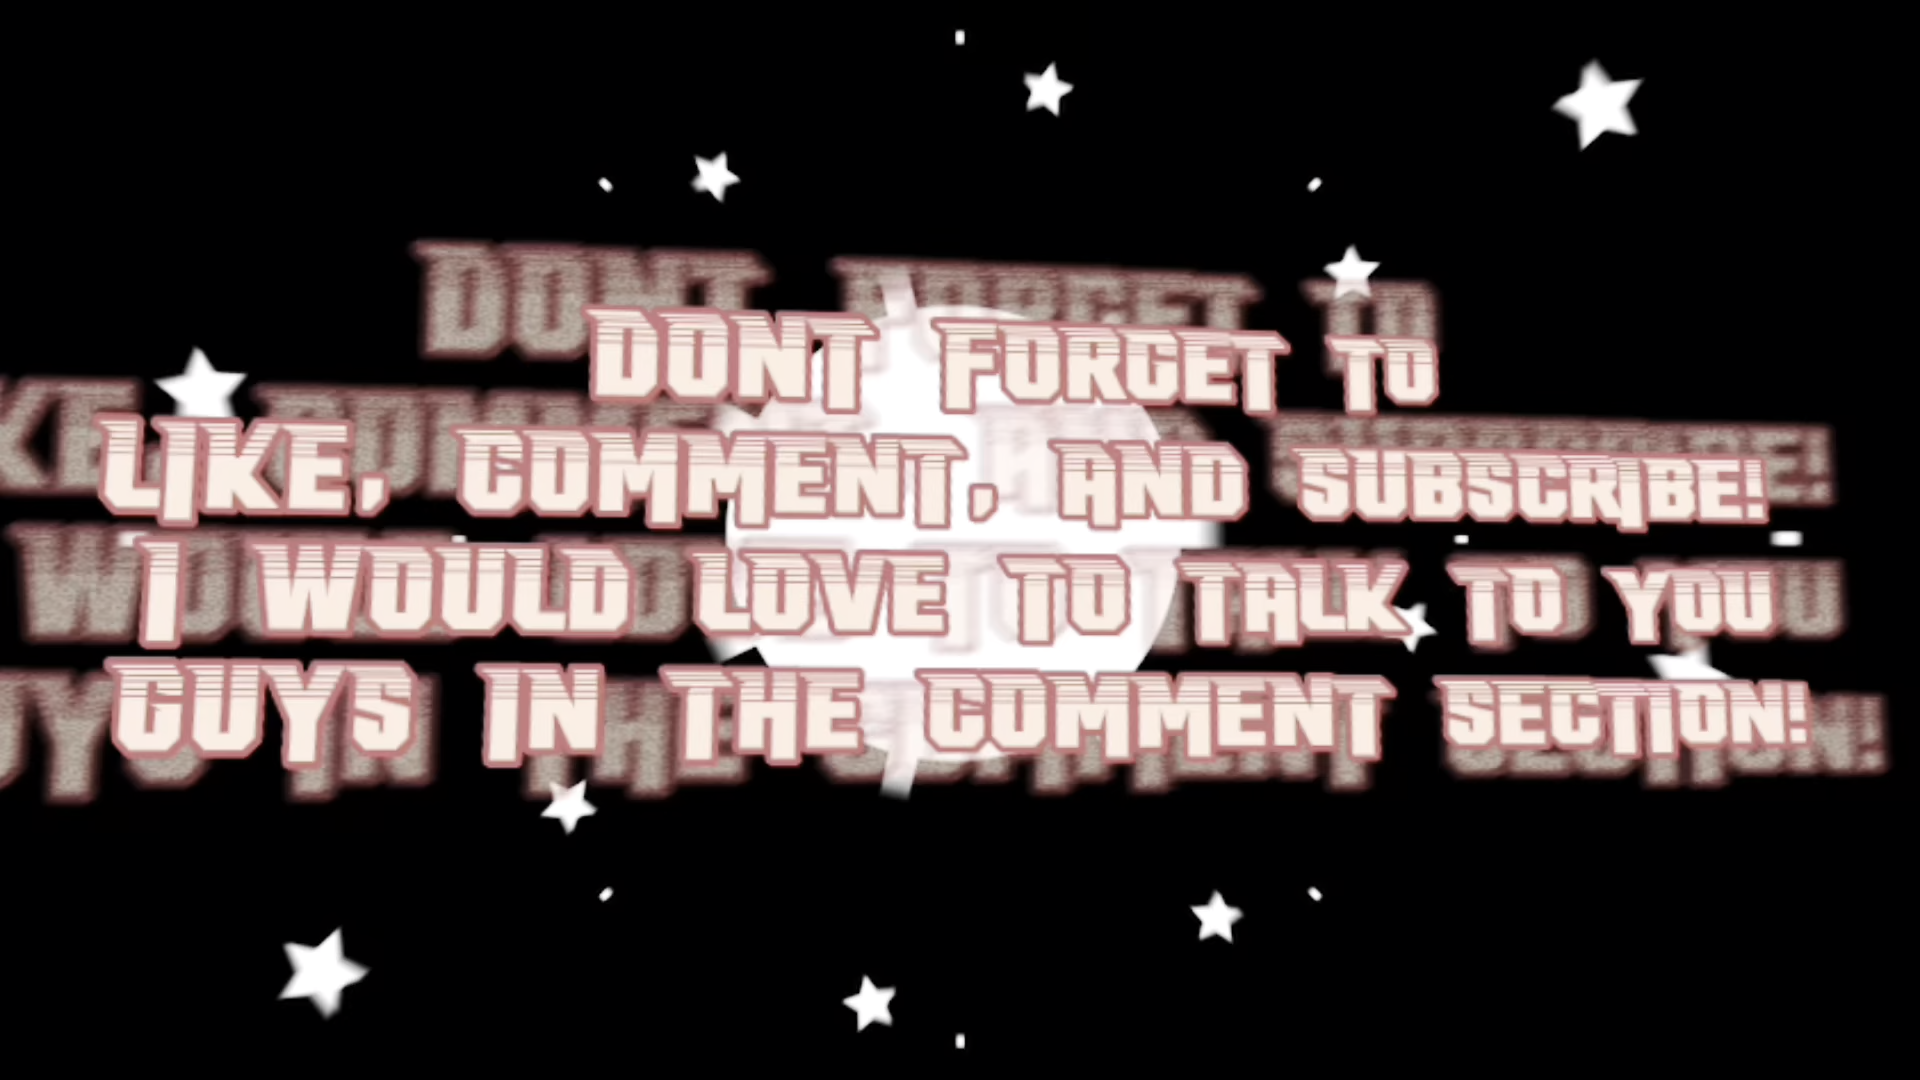 DONT FORGET TO
LIKE, COMMENT, AND SUBSCRIBE!
I WOULD LOVE TO TALK TO YOU
GUYS IN THE COMMENT SECTION!